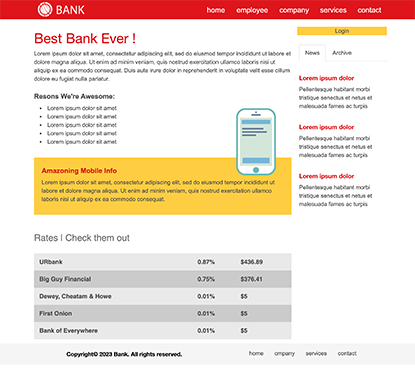 BANK
home employee company services contact
Best Bank Ever !
Lorem ipsum dolor sit amet, consectetur adipiscing elit, sed do eiusmod tempor incididunt ut
labore et dolore magna aliqua. Ut enim ad minim veniam, quis nostrud exercitation ullamco laboris nisi ut
aliquip ex ea commodo consequat. Duis aute irure dolor in reprehenderit in voluptate velit esse cillum
dolore eu fugiat nulla pariatur.
Resons We're Awesome:
Lorem ipsum dolor sit amet
Lorem ipsum dolor sit amet
Lorem ipsum dolor sit amet
Lorem ipsum dolor sit amet
Lorem ipsum dolor sit amet
Amazoning Mobile Info
Lorem ipsum dolor sit amet, consectetur adipiscing elit, sed do eiusmod tempor incididunt ut
labore et dolore magna aliqua. Ut enim ad minim veniam, quis nostrud exercitation ullamco
laboris nisi ut aliquip ex ea commodo consequat.
Rates | Check them out
URbank 0.87% $436.89
Big Guy Financial 0.75% $376.41
Dewey, Cheatam & Howe 0.01% $5
First Onion 0.01% $5
Bank of Everywhere 0.01% $5
Login
News Archive
Lorem ipsum dolor
Pellentesque habitant morbi
tristique senectus et netus et
malesuada fames ac turpis
Lorem ipsum dolor
Pellentesque habitant morbi
tristique senectus et netus et
malesuada fames ac turpis
Lorem ipsum dolor
Pellentesque habitant morbi
tristique senectus et netus et
malesuada fames ac turpis
Copyright© 2023 Bank. All rights reserved.
home ompany services contact